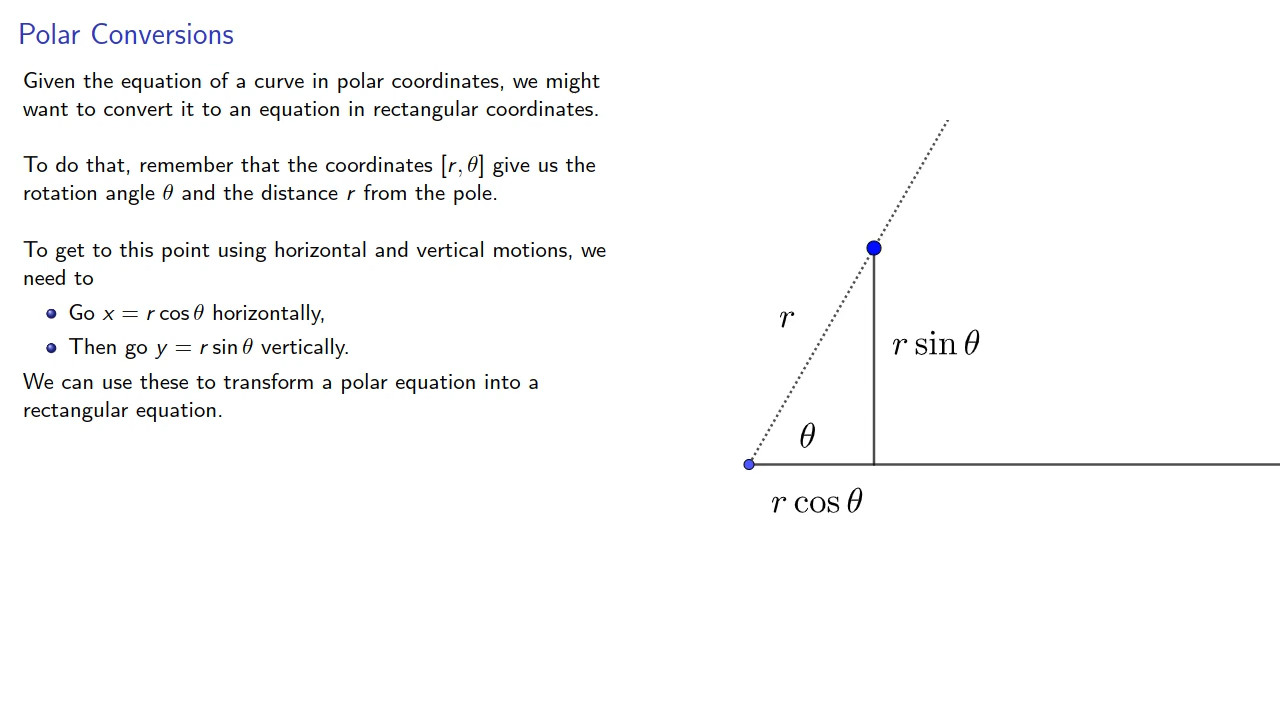 Polar Conversions
Given the equation of a curve in polar coordinates, we might
want to convert it to an equation in rectangular coordinates.
To do that, remember that the coordinates [r, θ] give us the
rotation angle θ and the distance r from the pole.
To get to this point using horizontal and vertical motions, we
need to
Go x = r cos θ horizontally,
Then go y = r sin θ vertically.
We can use these to transform a polar equation into a
rectangular equation.
r
r sin θ
θ
r cos θ